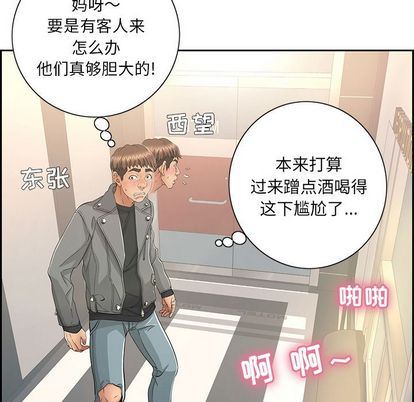 妈呀～
要是有客人来
怎么办
他们真够胆大的!
西望
东张
本来打算
过来蹭点酒喝得
这下尴尬了...
啪啪
啊 啊～